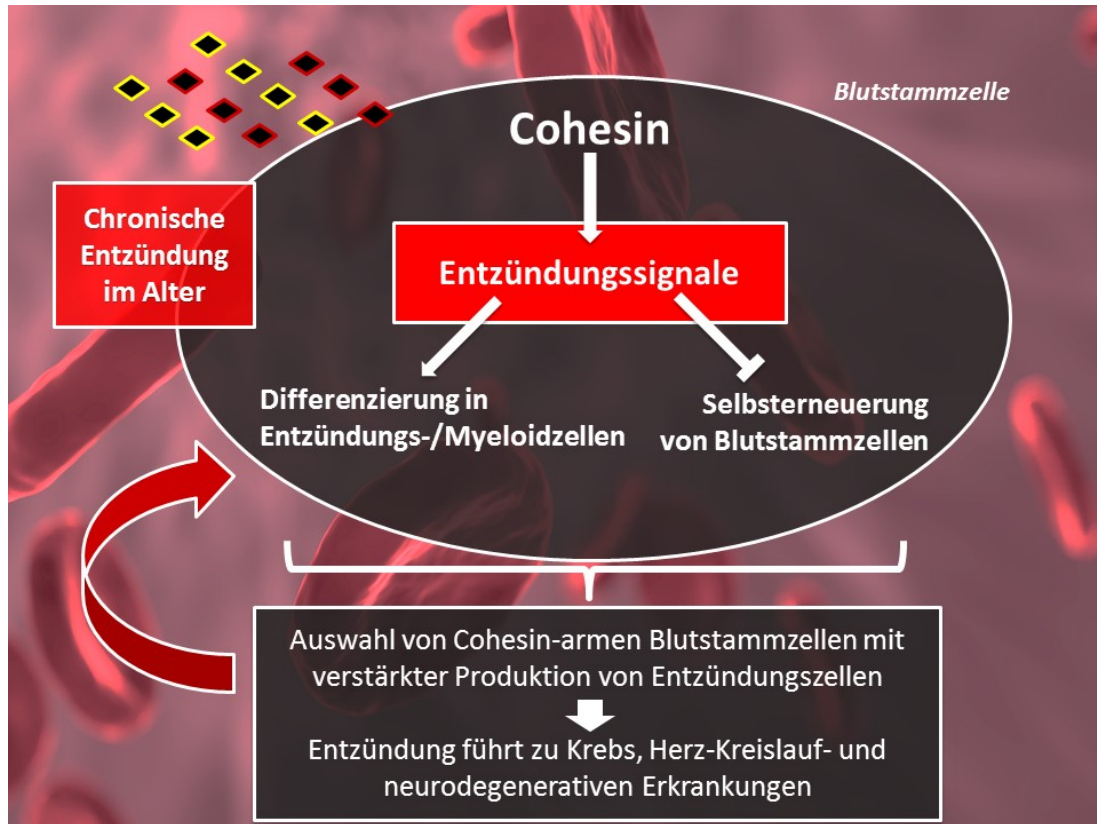 Blutstammzelle
Cohesin
Chronische
Entzündung
im Alter
Entzündungssignale
Differenzierung in
Entzündungs-/Myeloidzellen
Selbsterneuerung
von Blutstammzellen
Auswahl von Cohesin-armen Blutstammzellen mit
verstärkter Produktion von Entzündungszellen
Entzündung führt zu Krebs, Herz-Kreislauf- und
neurodegenerativen Erkrankungen